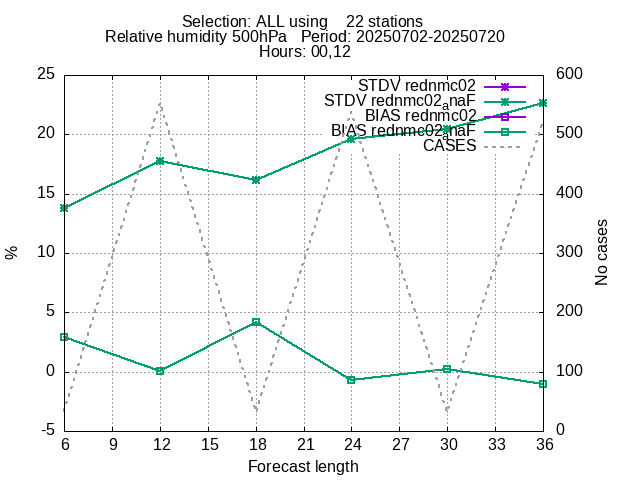 Selection: ALL using 22 stations
Relative humidity 500hPa Period: 20250702-20250720
Hours: 00,12
STDV rednmc02
STDV rednmc02anaF
BIAS rednmc02
BIAS rednmc02anaF
CASES
25
20
15
10
5
0
-5
%
600
500
400
300
200
100
0
No cases
6 9 12 15 18 21 24 27 30 33 36
Forecast length